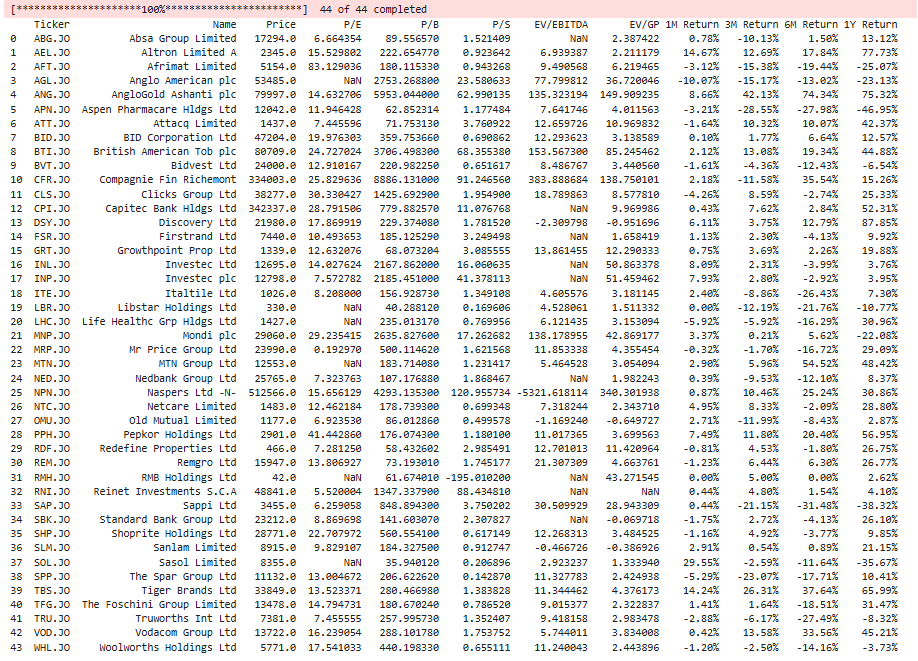 [*********************100%***********************] 44 of 44 completed
Ticker Name Price P/E P/B P/S EV/EBITDA EV/GP 1M Return 3M Return 6M Return 1Y Return
0 ABG.JO Absa Group Limited 17294.0 6.664354 89.556570 1.521409 NaN 2.387422 0.78% -10.13% 1.50% 13.12%
1 AEL.JO Altron Limited A 2345.0 15.529802 222.654770 0.923642 6.939387 2.211179 14.67% 12.69% 17.84% 77.73%
2 AFT.JO Afrimat Limited 5154.0 83.129036 180.115330 0.943268 9.490568 6.219465 -3.12% -15.38% -19.44% -25.07%
3 AGL.JO Anglo American plc 53485.0 NaN 2753.268800 23.580633 77.799812 36.720046 -10.07% -15.17% -13.02% -23.13%
4 ANG.JO AngloGold Ashanti plc 79997.0 14.632706 5953.044000 62.990135 135.323194 149.909235 8.66% 42.13% 74.34% 75.32%
5 APN.JO Aspen Pharmacare Hldgs Ltd 12042.0 11.946428 62.852314 1.177484 7.641746 4.011563 -3.21% -28.55% -27.98% -46.95%
6 ATT.JO Attacq Limited 1437.0 7.445596 71.753130 3.760922 12.659726 10.969832 -1.64% 10.32% 10.07% 42.37%
7 BID.JO BID Corporation Ltd 47204.0 19.976303 359.753660 0.690862 12.293623 3.138589 0.10% 1.77% 6.64% 12.57%
8 BTI.JO British American Tob plc 80709.0 24.727024 3706.498300 68.355380 153.567300 85.245462 2.12% 13.08% 19.34% 44.88%
9 BVT.JO Bidvest Ltd 24000.0 12.910167 220.982250 0.651617 8.486767 3.440560 -1.61% -4.36% -12.43% -6.54%
10 CFR.JO Compagnie Fin Richemont 334003.0 25.829636 8886.131000 91.246560 383.888684 138.750101 2.18% -11.58% 35.54% 15.26%
11 CLS.JO Clicks Group Ltd 38277.0 30.330427 1425.692900 1.954900 18.789863 8.577810 -4.26% 8.59% -2.74% 25.33%
12 CPI.JO Capitec Bank Hldgs Ltd 342337.0 28.791506 779.882570 11.076768 NaN 9.969986 0.43% 7.62% 2.84% 52.31%
13 DSY.JO Discovery Ltd 21980.0 17.869919 229.374080 1.781520 -2.309798 -0.951696 6.11% 3.75% 12.79% 87.85%
14 FSR.JO Firstrand Ltd 7440.0 10.493653 185.125290 3.249498 NaN 1.658419 1.13% 2.30% -4.13% 9.92%
15 GRT.JO Growthpoint Prop Ltd 1339.0 12.632076 68.073204 3.085555 13.861455 12.290333 0.75% 3.69% 2.26% 19.88%
16 INL.JO Investec Ltd 12695.0 14.027624 2167.862000 16.060635 NaN 50.863378 8.09% 2.31% -3.99% 3.76%
17 INP.JO Investec plc 12798.0 7.572782 2185.451000 41.378113 NaN 51.459462 7.93% 2.80% -2.92% 3.95%
18 ITE.JO Italtile Ltd 1026.0 8.208000 156.928730 1.349108 4.605576 3.181145 2.40% -8.86% -26.43% 7.30%
19 LBR.JO Libstar Holdings Ltd 330.0 NaN 40.288120 0.169606 4.528061 1.511332 0.00% -12.19% -21.76% -10.77%
20 LHC.JO Life Healthc Grp Hldgs Ltd 1427.0 NaN 235.013170 0.769956 6.121435 3.153094 -5.92% -5.92% -16.29% 30.96%
21 MNP.JO Mondi plc 29060.0 29.235415 2635.827600 17.262682 138.178955 42.869177 3.37% 0.21% 5.62% -22.08%
22 MRP.JO Mr Price Group Ltd 23990.0 0.192970 500.114620 1.621568 11.853338 4.355454 -0.32% -1.70% -16.72% 29.09%
23 MTN.JO MTN Group Ltd 12553.0 NaN 183.714080 1.231417 5.464528 3.054094 2.90% 5.96% 54.52% 48.42%
24 NED.JO Nedbank Group Ltd 25765.0 7.323763 107.176880 1.868467 NaN 1.982243 0.39% -9.53% -12.10% 8.37%
25 NPN.JO Naspers Ltd -N- 512566.0 15.656129 4293.135300 120.955734 -5321.618114 340.301938 0.87% 10.46% 25.24% 30.86%
26 NTC.JO Netcare Limited 1483.0 12.462184 178.739300 0.699348 7.318244 2.343710 4.95% 8.33% -2.09% 28.80%
27 OMU.JO Old Mutual Limited 1177.0 6.923530 86.012860 0.499578 -1.169240 -0.649727 2.71% -11.99% -8.43% 2.87%
28 PPH.JO Pepkor Holdings Ltd 2901.0 41.442860 176.074300 1.180100 11.017365 3.699563 7.49% 11.80% 20.40% 56.95%
29 RDF.JO Redefine Properties Ltd 466.0 7.281250 58.432602 2.985491 12.701013 11.420964 -0.81% 4.53% -1.80% 26.75%
30 REM.JO Remgro Ltd 15947.0 13.806927 73.193010 1.745177 21.307309 4.663761 -1.23% 6.44% 6.30% 26.77%
31 RMH.JO RMB Holdings Ltd 42.0 NaN 61.674010 -195.010200 NaN 43.271545 0.00% 5.00% 0.00% 2.62%
32 RNI.JO Reinet Investments S.C.A 48841.0 5.520004 1347.337900 88.434810 NaN NaN 0.44% 4.80% 1.54% 4.10%
33 SAP.JO Sappi Ltd 3455.0 6.259058 848.894300 3.750202 30.509929 28.943309 0.44% -21.15% -31.48% -38.32%
34 SBK.JO Standard Bank Group Ltd 23212.0 8.869698 141.603070 2.307827 NaN -0.069718 -1.75% 2.72% -4.13% 26.10%
35 SHP.JO Shoprite Holdings Ltd 28771.0 22.707972 560.554100 0.617149 12.268313 3.484525 -1.16% 4.92% -3.77% 9.85%
36 SLM.JO Sanlam Limited 8915.0 9.829107 184.327500 0.912747 -0.466726 -0.386926 2.91% 0.54% 0.89% 21.15%
37 SOL.JO Sasol Limited 8355.0 NaN 35.940120 0.206896 2.923237 1.333940 29.55% -2.59% -11.64% -35.67%
38 SPP.JO The Spar Group Ltd 11132.0 13.004672 206.622620 0.142870 11.327783 2.424938 -5.29% -23.07% -17.71% 10.41%
39 TBS.JO Tiger Brands Ltd 33849.0 13.523371 280.466980 1.383828 11.344462 4.376173 14.24% 26.31% 37.64% 65.99%
40 TFG.JO The Foschini Group Limited 13478.0 14.794731 180.670240 0.786520 9.015377 2.322837 1.41% 1.64% -18.51% 31.47%
41 TRU.JO Truworths Int Ltd 7381.0 7.455555 257.995730 1.352407 9.418158 2.983478 -2.88% -6.17% -27.49% -8.32%
42 VOD.JO Vodacom Group Ltd 13722.0 16.239054 288.101780 1.753752 5.744011 3.834008 0.42% 13.58% 33.56% 45.21%
43 WHL.JO Woolworths Holdings Ltd 5771.0 17.541033 440.198330 0.655111 11.240043 2.443896 -1.20% -2.50% -14.16% -3.73%